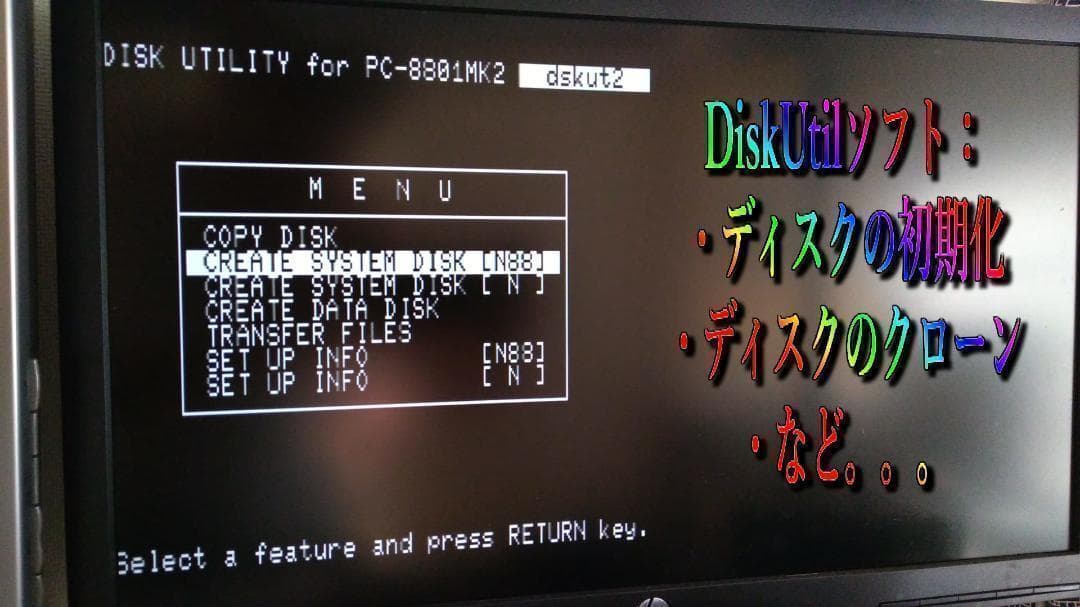 DISK UTILITY for PC-8801MK2 dskut2
M E N U
COPY DISK
CREATE SYSTEM DISK [N88]
CREATE SYSTEM DISK [ N ]
CREATE DATA DISK
TRANSFER FILES
SET UP INFO [N88]
SET UP INFO [ N ]
Select a feature and press RETURN key.
DiskUtilソフト：
・ディスクの初期化
・ディスクのクローン
・など。。。